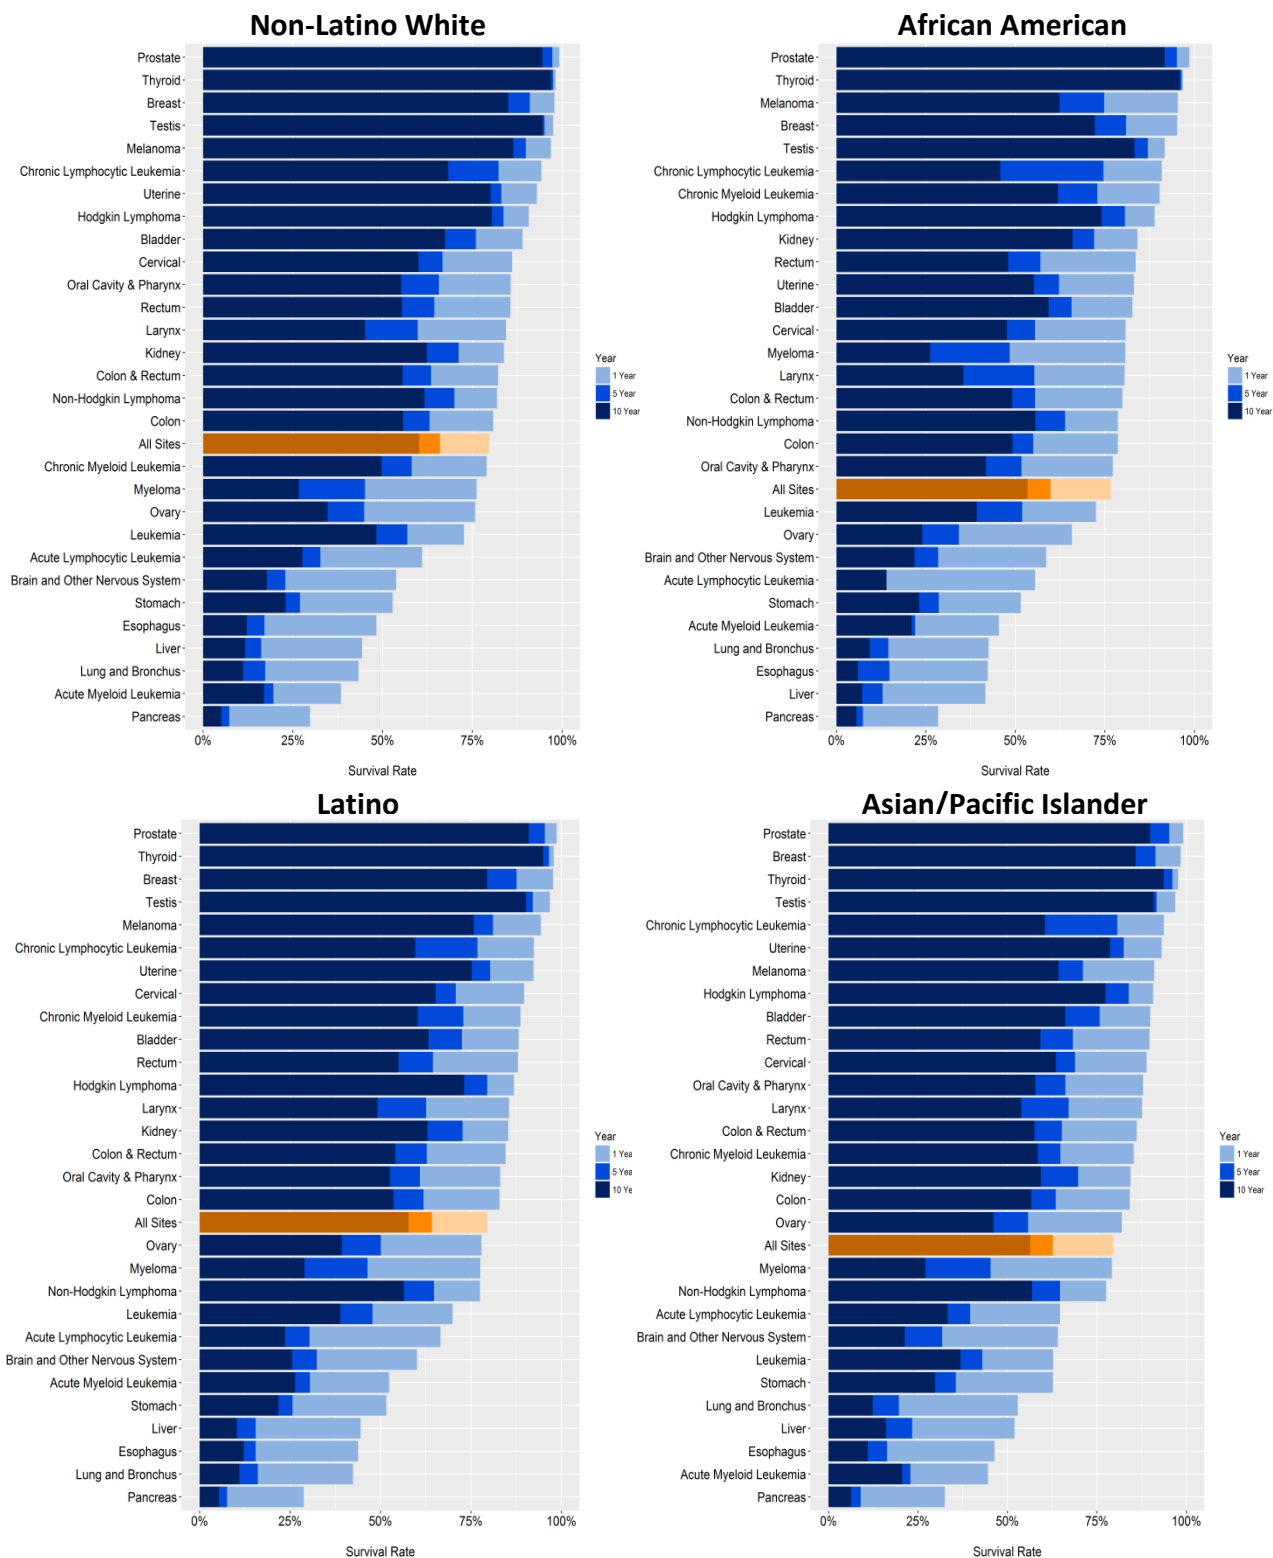 Non-Latino White
Prostate
Thyroid
Breast
Testis
Melanoma
Chronic Lymphocytic Leukemia
Uterine
Hodgkin Lymphoma
Bladder
Cervical
Oral Cavity & Pharynx
Rectum
Larynx
Kidney
Colon & Rectum
Non-Hodgkin Lymphoma
Colon
All Sites
Chronic Myeloid Leukemia
Myeloma
Ovary
Leukemia
Acute Lymphocytic Leukemia
Brain and Other Nervous System
Stomach
Esophagus
Liver
Lung and Bronchus
Acute Myeloid Leukemia
Pancreas
0% 25% 50% 75% 100%
Survival Rate
Year
1 Year
5 Year
10 Year
African American
Prostate
Thyroid
Melanoma
Breast
Testis
Chronic Lymphocytic Leukemia
Chronic Myeloid Leukemia
Hodgkin Lymphoma
Kidney
Rectum
Uterine
Bladder
Cervical
Myeloma
Larynx
Colon & Rectum
Non-Hodgkin Lymphoma
Colon
Oral Cavity & Pharynx
All Sites
Leukemia
Ovary
Brain and Other Nervous System
Acute Lymphocytic Leukemia
Stomach
Acute Myeloid Leukemia
Lung and Bronchus
Esophagus
Liver
Pancreas
0% 25% 50% 75% 100%
Survival Rate
Year
1 Year
5 Year
10 Year
Latino
Prostate
Thyroid
Breast
Testis
Melanoma
Chronic Lymphocytic Leukemia
Uterine
Cervical
Chronic Myeloid Leukemia
Bladder
Rectum
Hodgkin Lymphoma
Larynx
Kidney
Colon & Rectum
Oral Cavity & Pharynx
Colon
All Sites
Ovary
Myeloma
Non-Hodgkin Lymphoma
Leukemia
Acute Lymphocytic Leukemia
Brain and Other Nervous System
Acute Myeloid Leukemia
Stomach
Liver
Esophagus
Lung and Bronchus
Pancreas
0% 25% 50% 75% 100%
Survival Rate
Year
1 Yea
5 Yea
10 Ye
Asian/Pacific Islander
Prostate
Breast
Thyroid
Testis
Chronic Lymphocytic Leukemia
Uterine
Melanoma
Hodgkin Lymphoma
Bladder
Rectum
Cervical
Oral Cavity & Pharynx
Larynx
Colon & Rectum
Chronic Myeloid Leukemia
Kidney
Colon
Ovary
All Sites
Myeloma
Non-Hodgkin Lymphoma
Acute Lymphocytic Leukemia
Brain and Other Nervous System
Leukemia
Stomach
Lung and Bronchus
Liver
Esophagus
Acute Myeloid Leukemia
Pancreas
0% 25% 50% 75% 100%
Survival Rate
Year
1 Year
5 Year
10 Year